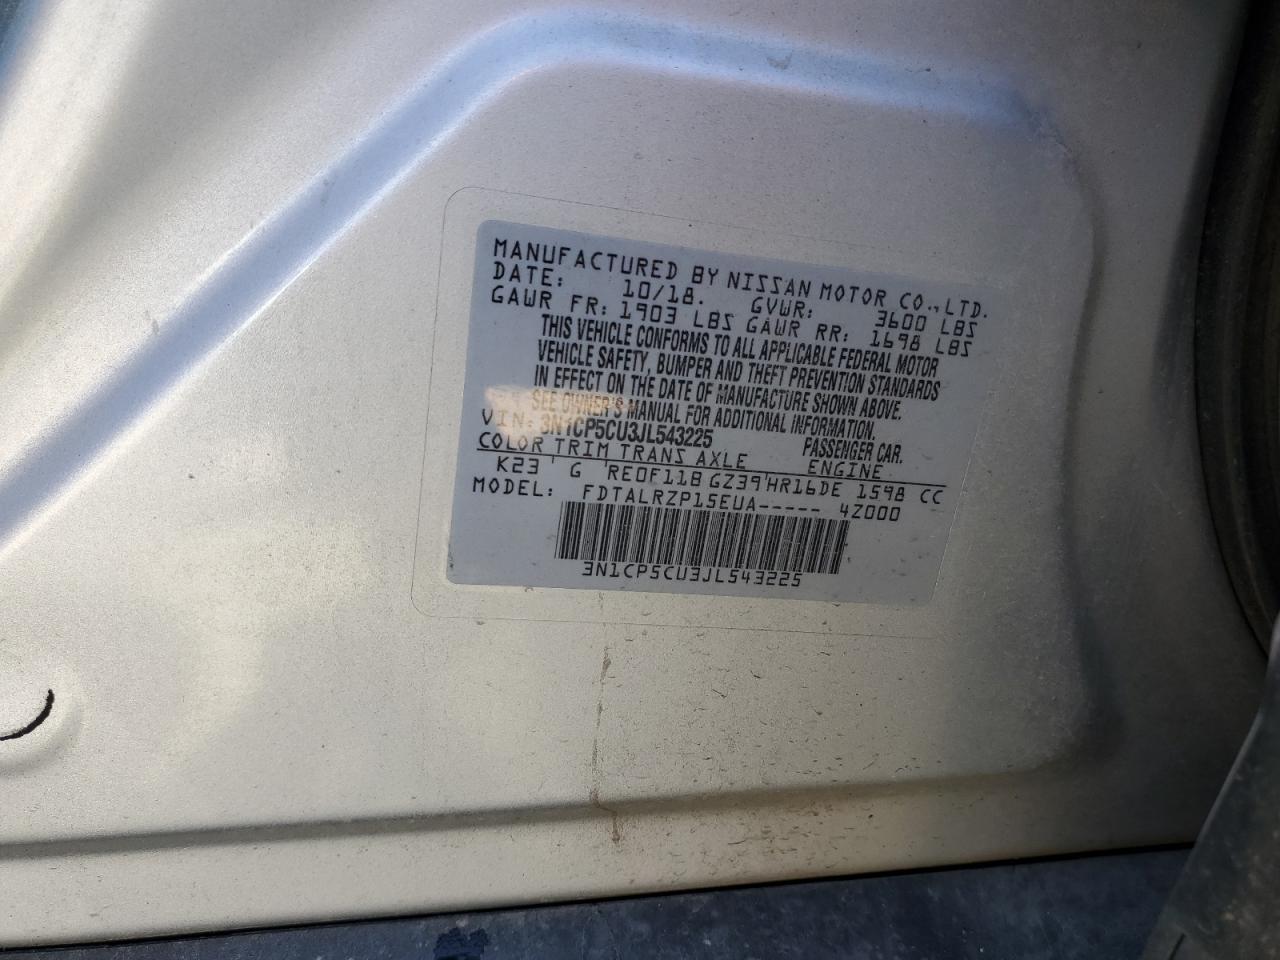 MANUFACTURED BY NISSAN MOTOR CO., LTD.
DATE: 10/18. GVWR: 3600 LBS
GAWR FR: 1903 LBS GAWR RR: 1698 LBS
THIS VEHICLE CONFORMS TO ALL APPLICABLE FEDERAL MOTOR
VEHICLE SAFETY, BUMPER AND THEFT PREVENTION STANDARDS
IN EFFECT ON THE DATE OF MANUFACTURE SHOWN ABOVE.
SEE OWNER'S MANUAL FOR ADDITIONAL INFORMATION.
VIN: 3N1CP5CU3JL543225 PASSENGER CAR.
COLOR TRIM TRANS AXLE ENGINE
K23 G RE0F11B GZ39 HR16DE 1598 CC
MODEL: FDTALRZP15EUA----- 4Z000
3N1CP5CU3JL543225